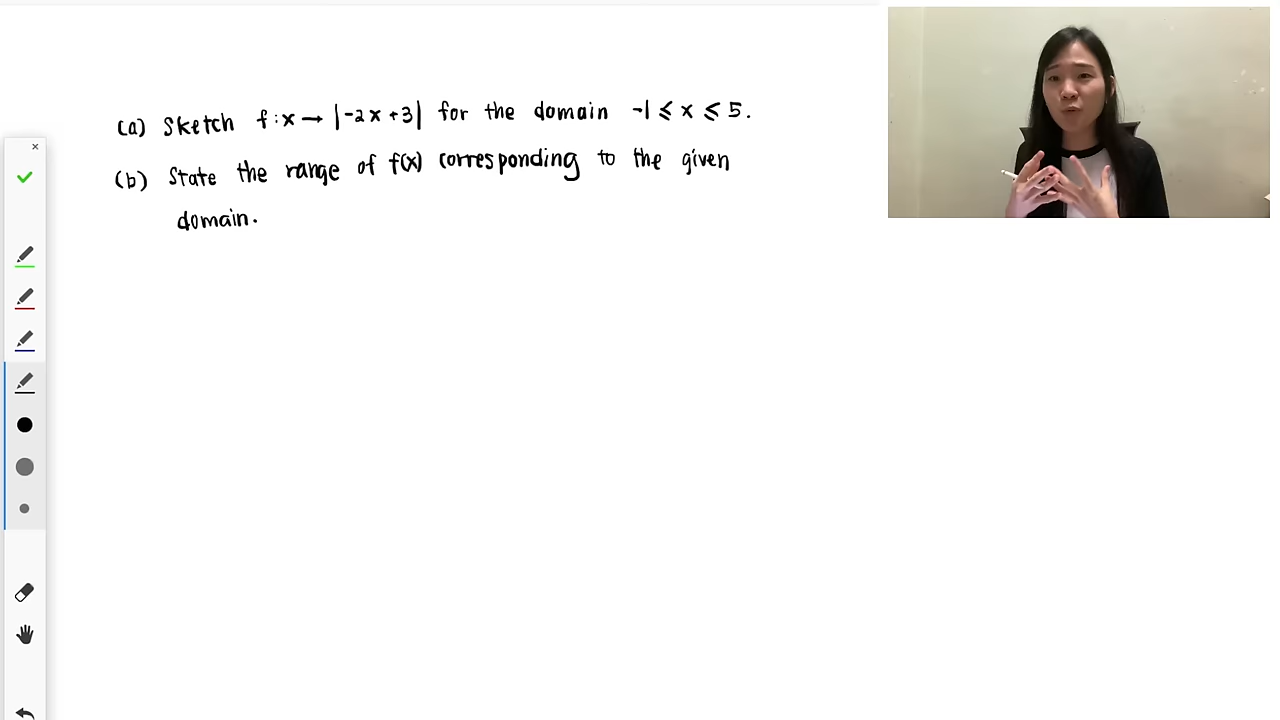 (a) Sketch f : x → |-2x +3| for the domain -1 ≤ x ≤ 5.
(b) State the range of f(x) corresponding to the given
domain.